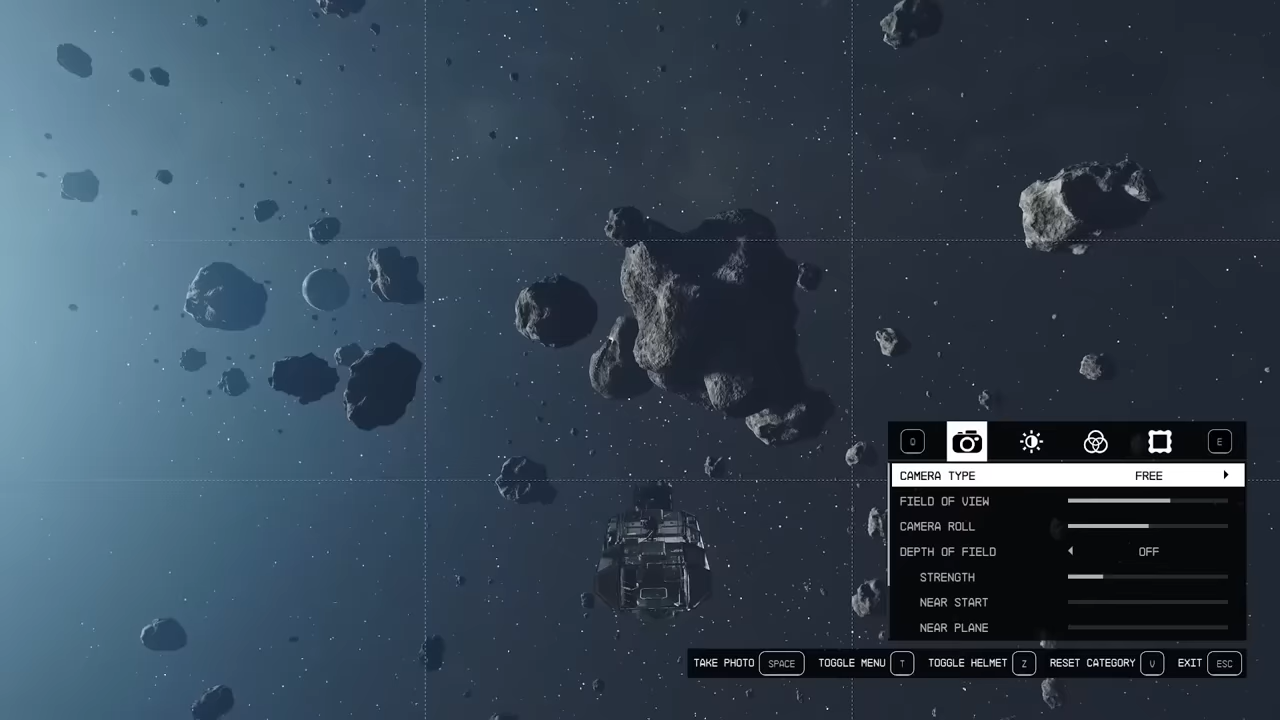 Q E
CAMERA TYPE FREE
FIELD OF VIEW
CAMERA ROLL
DEPTH OF FIELD OFF
STRENGTH
NEAR START
NEAR PLANE
TAKE PHOTO SPACE TOGGLE MENU T TOGGLE HELMET Z RESET CATEGORY V EXIT ESC